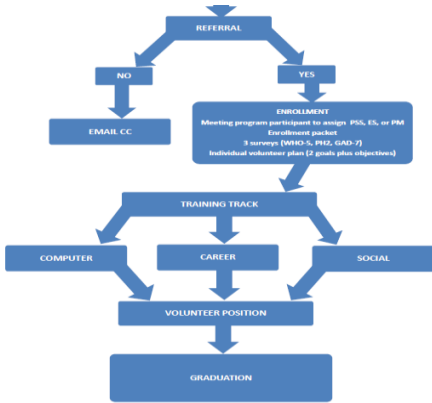 REFERRAL
NO
YES
EMAIL CC
ENROLLMENT
Meeting program participant to assign PSS, ES, or PM
Enrollment packet
3 surveys (WHO-5, PH2, GAD-7)
Individual volunteer plan (2 goals plus objectives)
TRAINING TRACK
COMPUTER
CAREER
SOCIAL
VOLUNTEER POSITION
GRADUATION